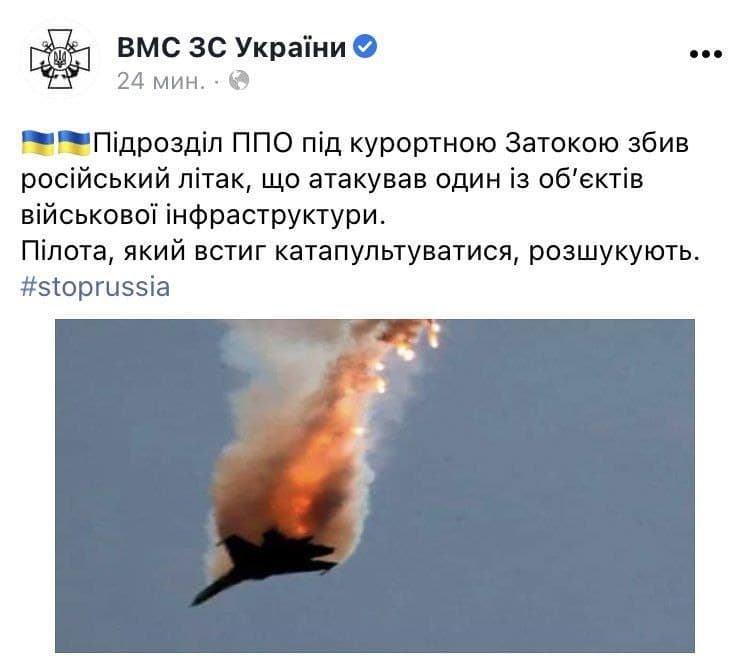 ВМС ЗС України
24 мин. ·
🇺🇦🇺🇦Підрозділ ППО під курортною Затокою збив
російський літак, що атакував один із об’єктів
військової інфраструктури.
Пілота, який встиг катапультуватися, розшукують.
#stoprussia